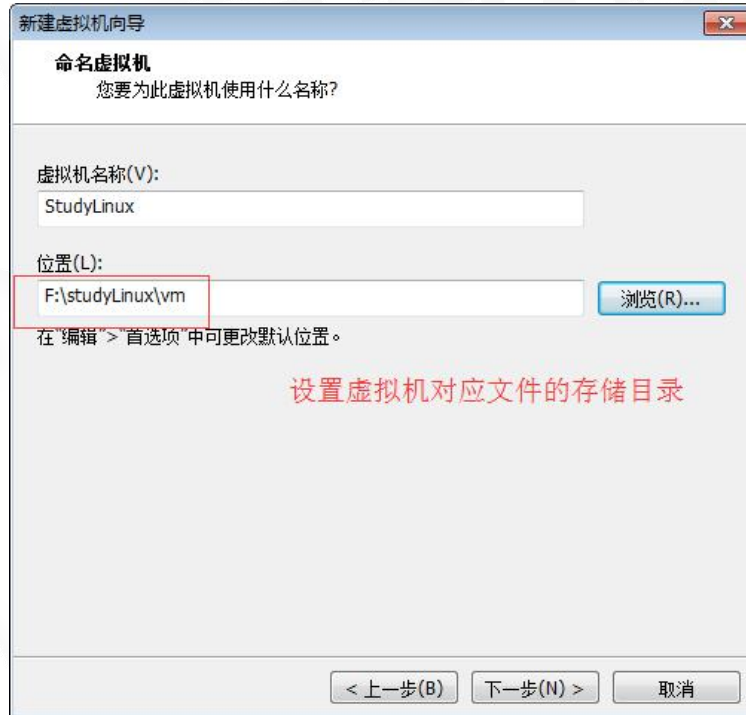 新建虚拟机向导
命名虚拟机
您要为此虚拟机使用什么名称?
虚拟机名称(V):
StudyLinux
位置(L):
F:\studyLinux\vm
浏览(R)...
在"编辑">"首选项"中可更改默认位置。
设置虚拟机对应文件的存储目录
< 上一步(B) 下一步(N) > 取消